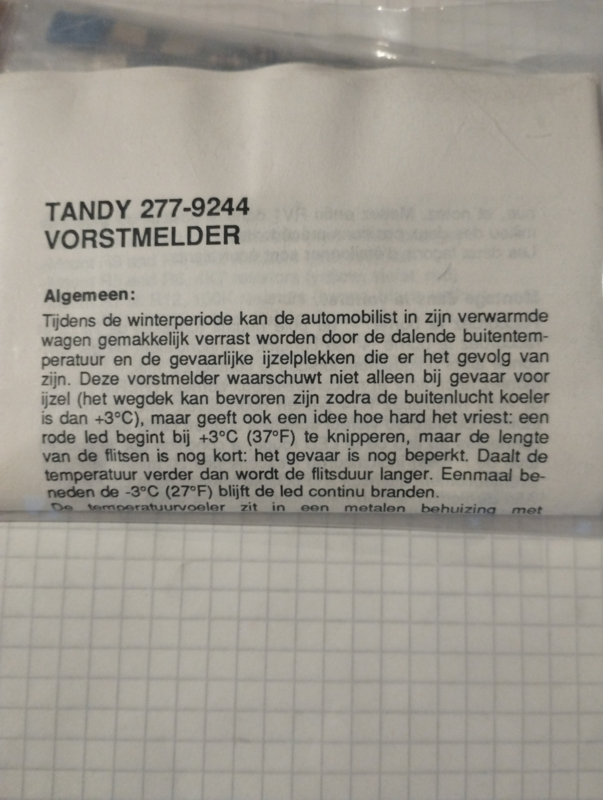 TANDY 277-9244
VORSTMELDER
Algemeen:
Tijdens de winterperiode kan de automobilist in zijn verwarmde
wagen gemakkelijk verrast worden door de dalende buitentem-
peratuur en de gevaarlijke ijzelplekken die er het gevolg van
zijn. Deze vorstmelder waarschuwt niet alleen bij gevaar voor
ijzel (het wegdek kan bevroren zijn zodra de buitenlucht koeler
is dan +3°C), maar geeft ook een idee hoe hard het vriest: een
rode led begint bij +3°C (37°F) te knipperen, maar de lengte
van de flitsen is nog kort: het gevaar is nog beperkt. Daalt de
temperatuur verder dan wordt de flitsduur langer. Eenmaal be-
neden de -3°C (27°F) blijft de led continu branden.
De temperatuurvoeler zit in een metalen behuizing met